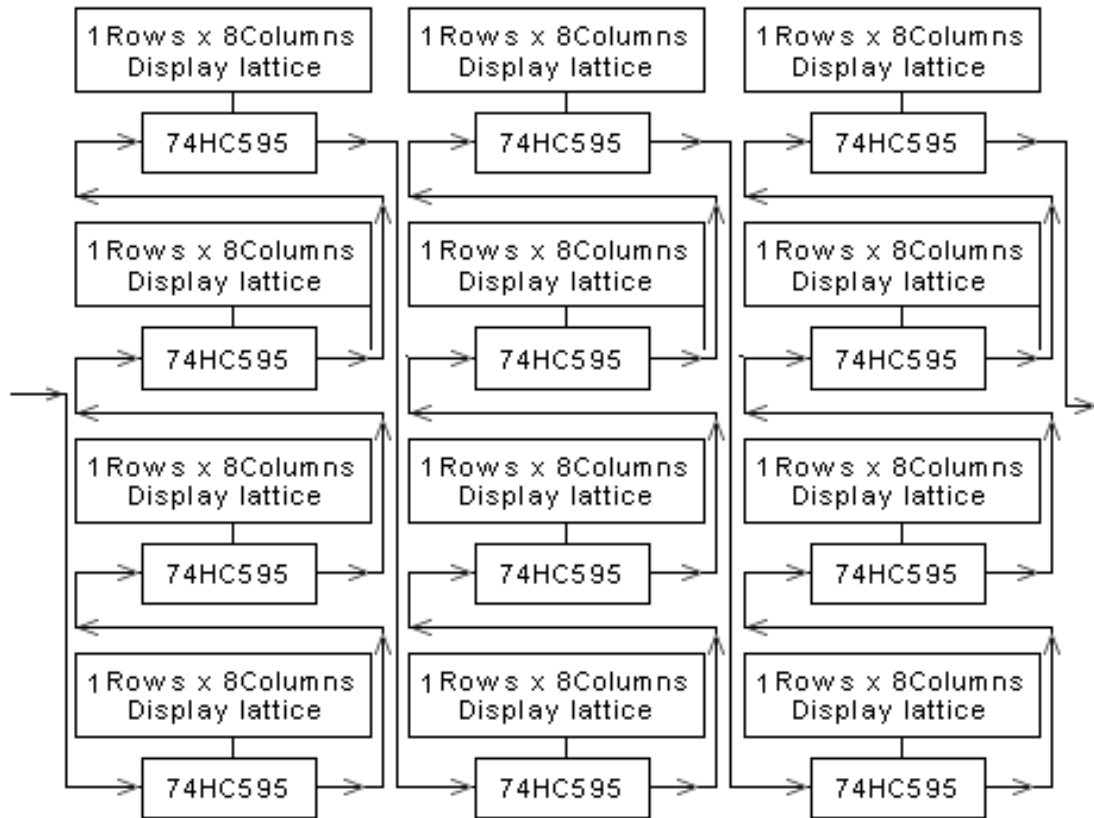 1Rows x 8Columns
Display lattice
74HC595
1Rows x 8Columns
Display lattice
74HC595
1Rows x 8Columns
Display lattice
74HC595
1Rows x 8Columns
Display lattice
74HC595
1Rows x 8Columns
Display lattice
74HC595
1Rows x 8Columns
Display lattice
74HC595
1Rows x 8Columns
Display lattice
74HC595
1Rows x 8Columns
Display lattice
74HC595
1Rows x 8Columns
Display lattice
74HC595
1Rows x 8Columns
Display lattice
74HC595
1Rows x 8Columns
Display lattice
74HC595
1Rows x 8Columns
Display lattice
74HC595